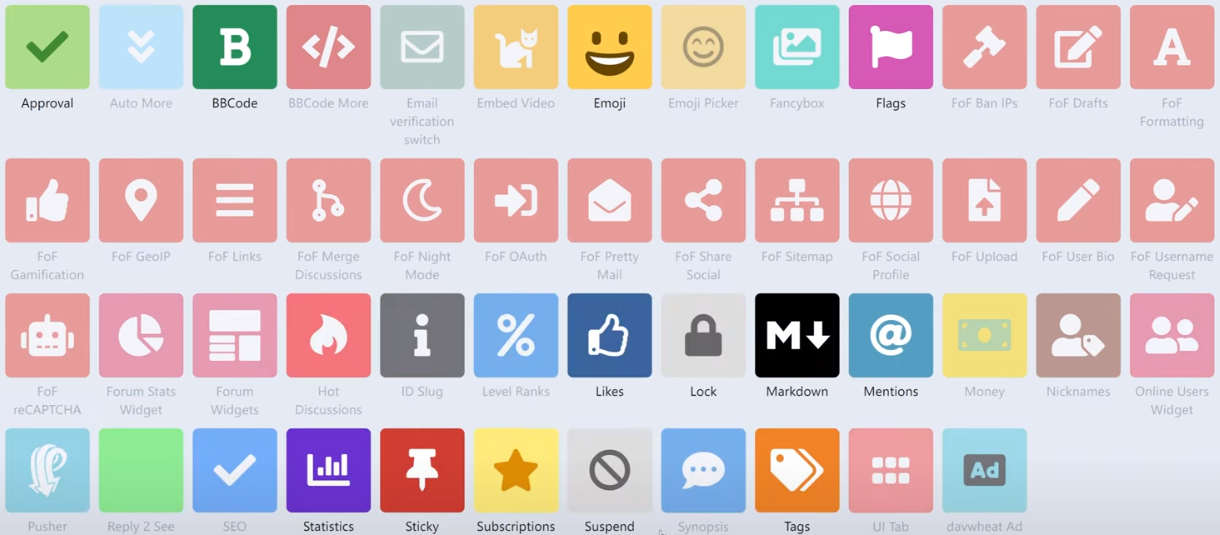 Approval
Auto More
BBCode
BBCode More
Email
verification
switch
Embed Video
Emoji
Emoji Picker
Fancybox
Flags
FoF Ban IPs
FoF Drafts
FoF
Formatting
FoF
Gamification
FoF GeoIP
FoF Links
FoF Merge
Discussions
FoF Night
Mode
FoF OAuth
FoF Pretty
Mail
FoF Share
Social
FoF Sitemap
FoF Social
Profile
FoF Upload
FoF User Bio
FoF Username
Request
FoF
reCAPTCHA
Forum Stats
Widget
Forum
Widgets
Hot
Discussions
ID Slug
Level Ranks
Likes
Lock
Markdown
Mentions
Money
Nicknames
Online Users
Widget
Pusher
Reply 2 See
SEO
Statistics
Sticky
Subscriptions
Suspend
Synopsis
Tags
UI Tab
Ad
davwheat Ad